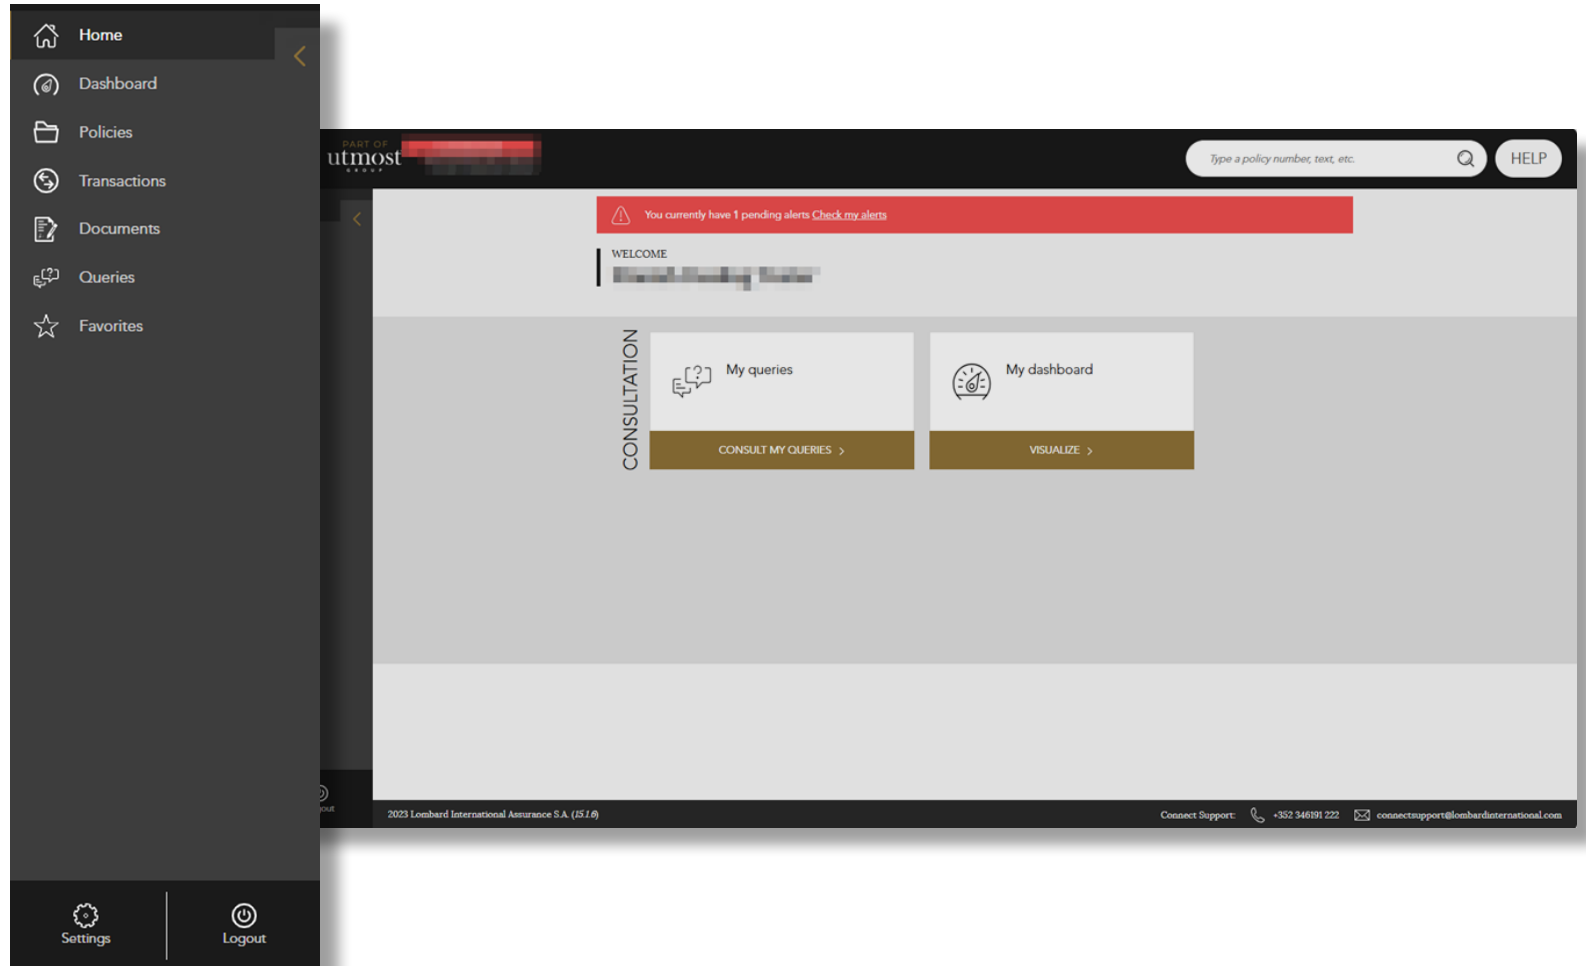 Home
Dashboard
Policies
Transactions
Documents
Queries
Favorites
Settings
Logout
PART OF
utmost
GROUP
Type a policy number, text, etc.
HELP
You currently have 1 pending alerts Check my alerts
WELCOME
CONSULTATION
My queries
CONSULT MY QUERIES >
My dashboard
VISUALIZE >
out
2023 Lombard International Assurance S.A. (15.1.6)
Connect Support: +352 346191 222 connectsupport@lombardinternational.com